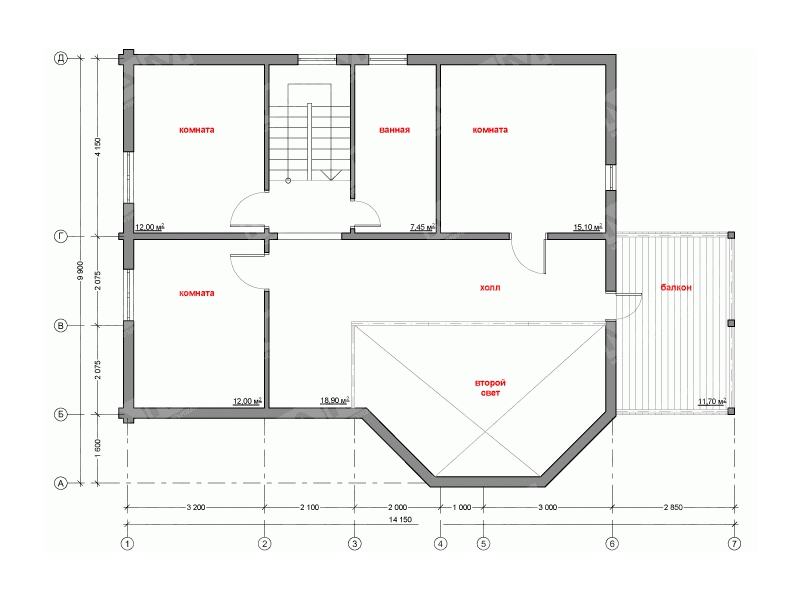 Д
комната
ванная
комната
4 150
12,00 м²
7,45 м²
15,10 м²
Г
9 900
2 075
комната
холл
балкон
В
2 075
второй
свет
12,00 м²
18,90 м²
11,70 м²
Б
1 600
А
3 200
2 100
2 000
1 000
3 000
2 850
14 150
1
2
3
4
5
6
7